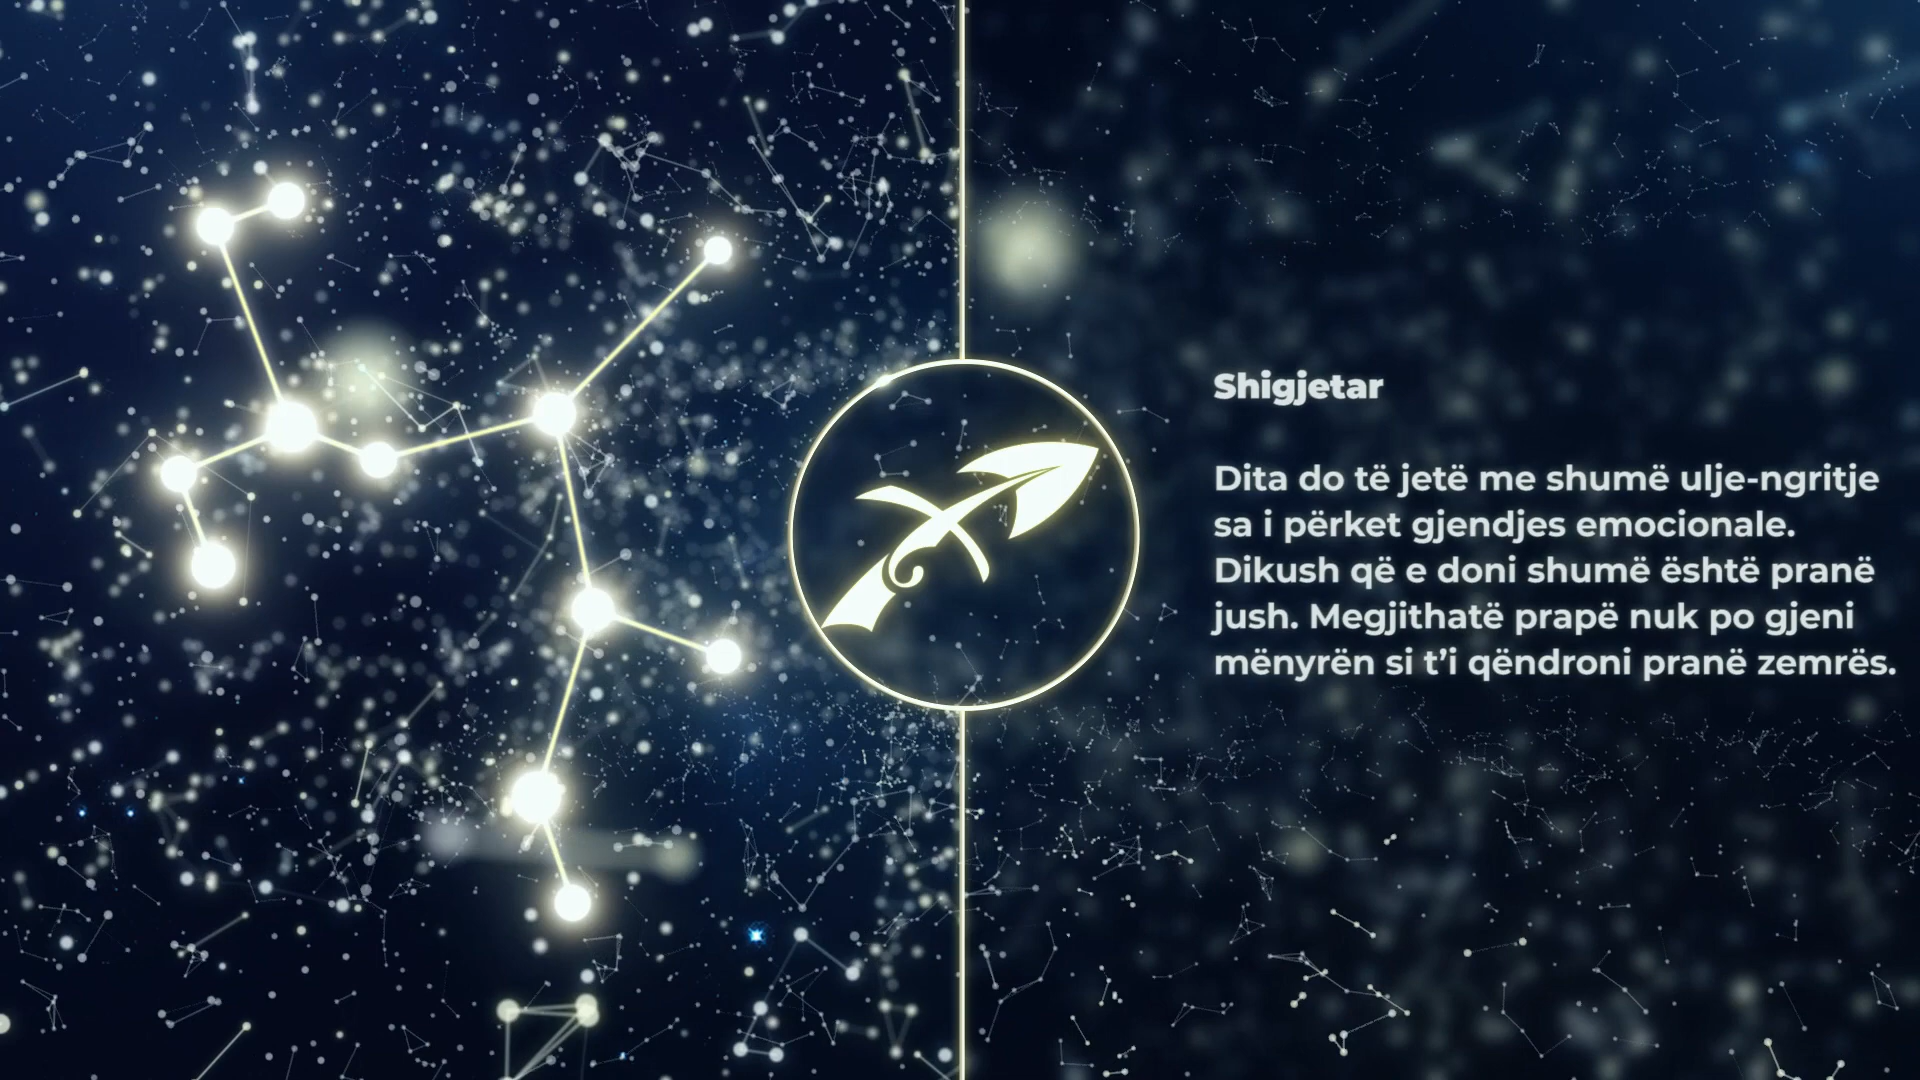 Shigjetar
Dita do të jetë me shumë ulje-ngritje
sa i përket gjendjes emocionale.
Dikush që e doni shumë është pranë
jush. Megjithatë prapë nuk po gjeni
mënyrën si t’i qëndroni pranë zemrës.